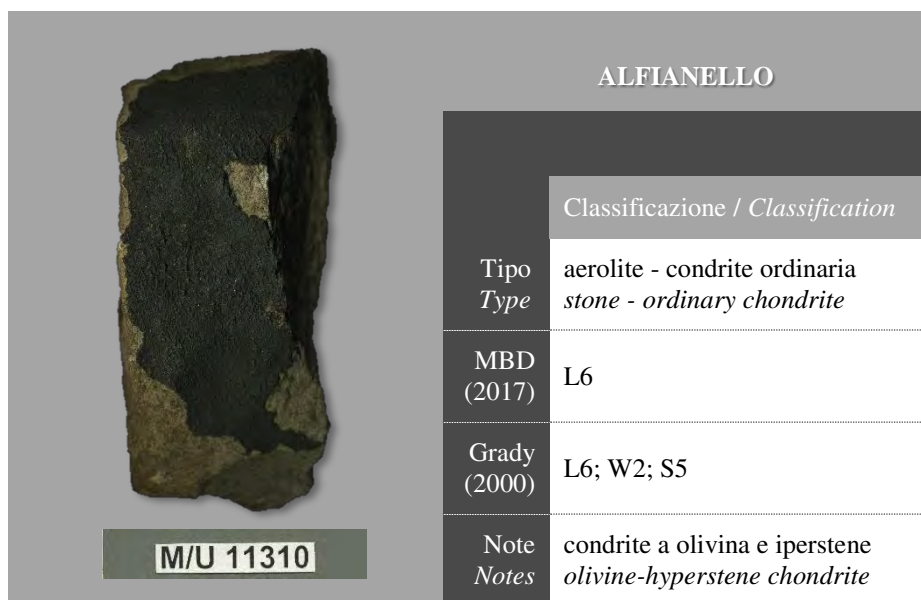 ALFIANELLO
Classificazione / Classification
Tipo
Type
aerolite - condrite ordinaria
stone - ordinary chondrite
MBD
(2017)
L6
Grady
(2000)
L6; W2; S5
Note
Notes
condrite a olivina e iperstene
olivine-hyperstene chondrite
M/U 11310